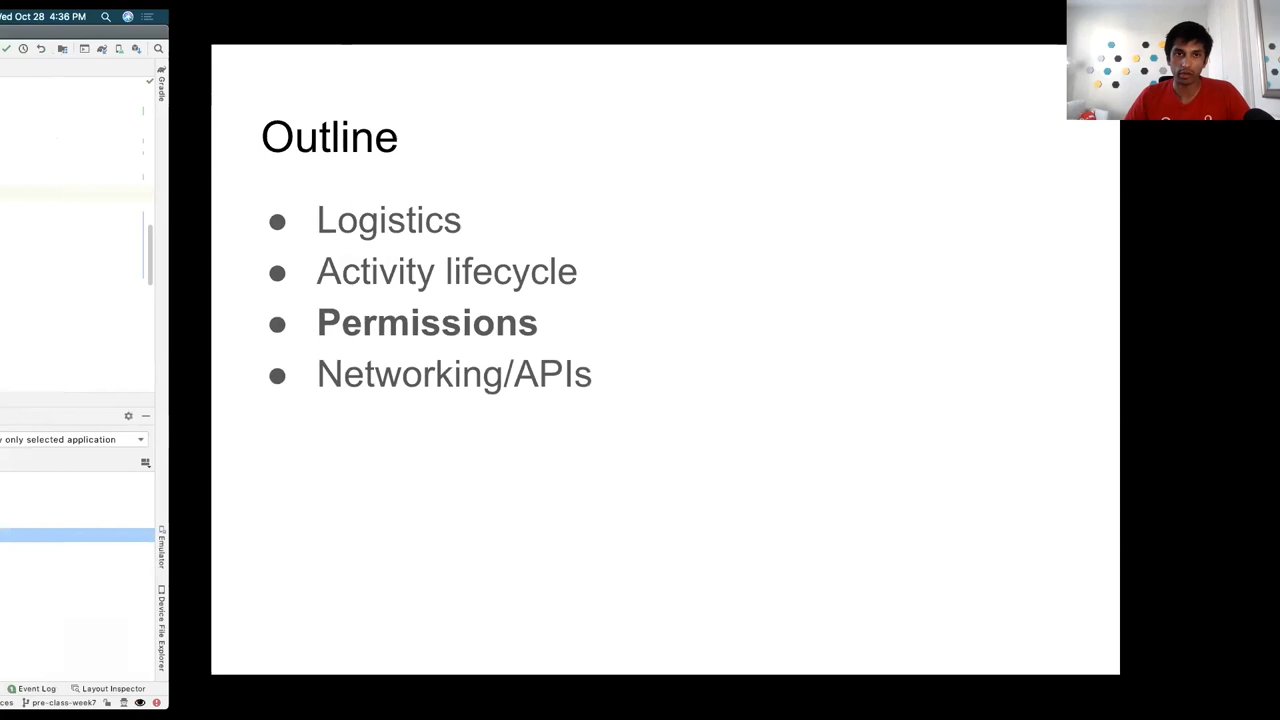 Wed Oct 28 4:36 PM
Gradle
Outline
● Logistics
● Activity lifecycle
● Permissions
● Networking/APIs
only selected application
Emulator
Device File Explorer
Event Log Layout Inspector
pre-class-week7